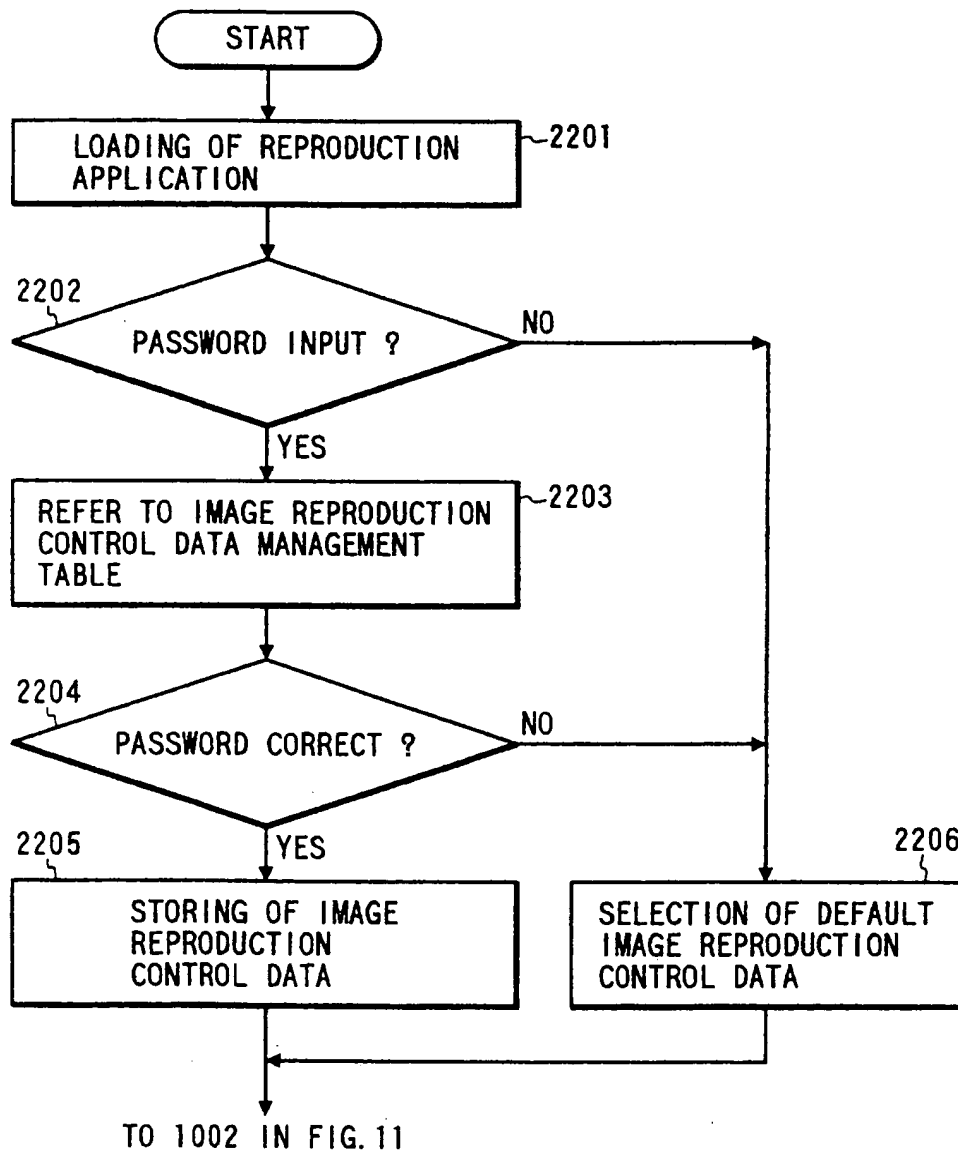 START
LOADING OF REPRODUCTION
APPLICATION
2201
2202
PASSWORD INPUT ?
NO
YES
REFER TO IMAGE REPRODUCTION
CONTROL DATA MANAGEMENT
TABLE
2203
2204
PASSWORD CORRECT ?
NO
YES
2205
STORING OF IMAGE
REPRODUCTION
CONTROL DATA
2206
SELECTION OF DEFAULT
IMAGE REPRODUCTION
CONTROL DATA
TO 1002 IN FIG. 11